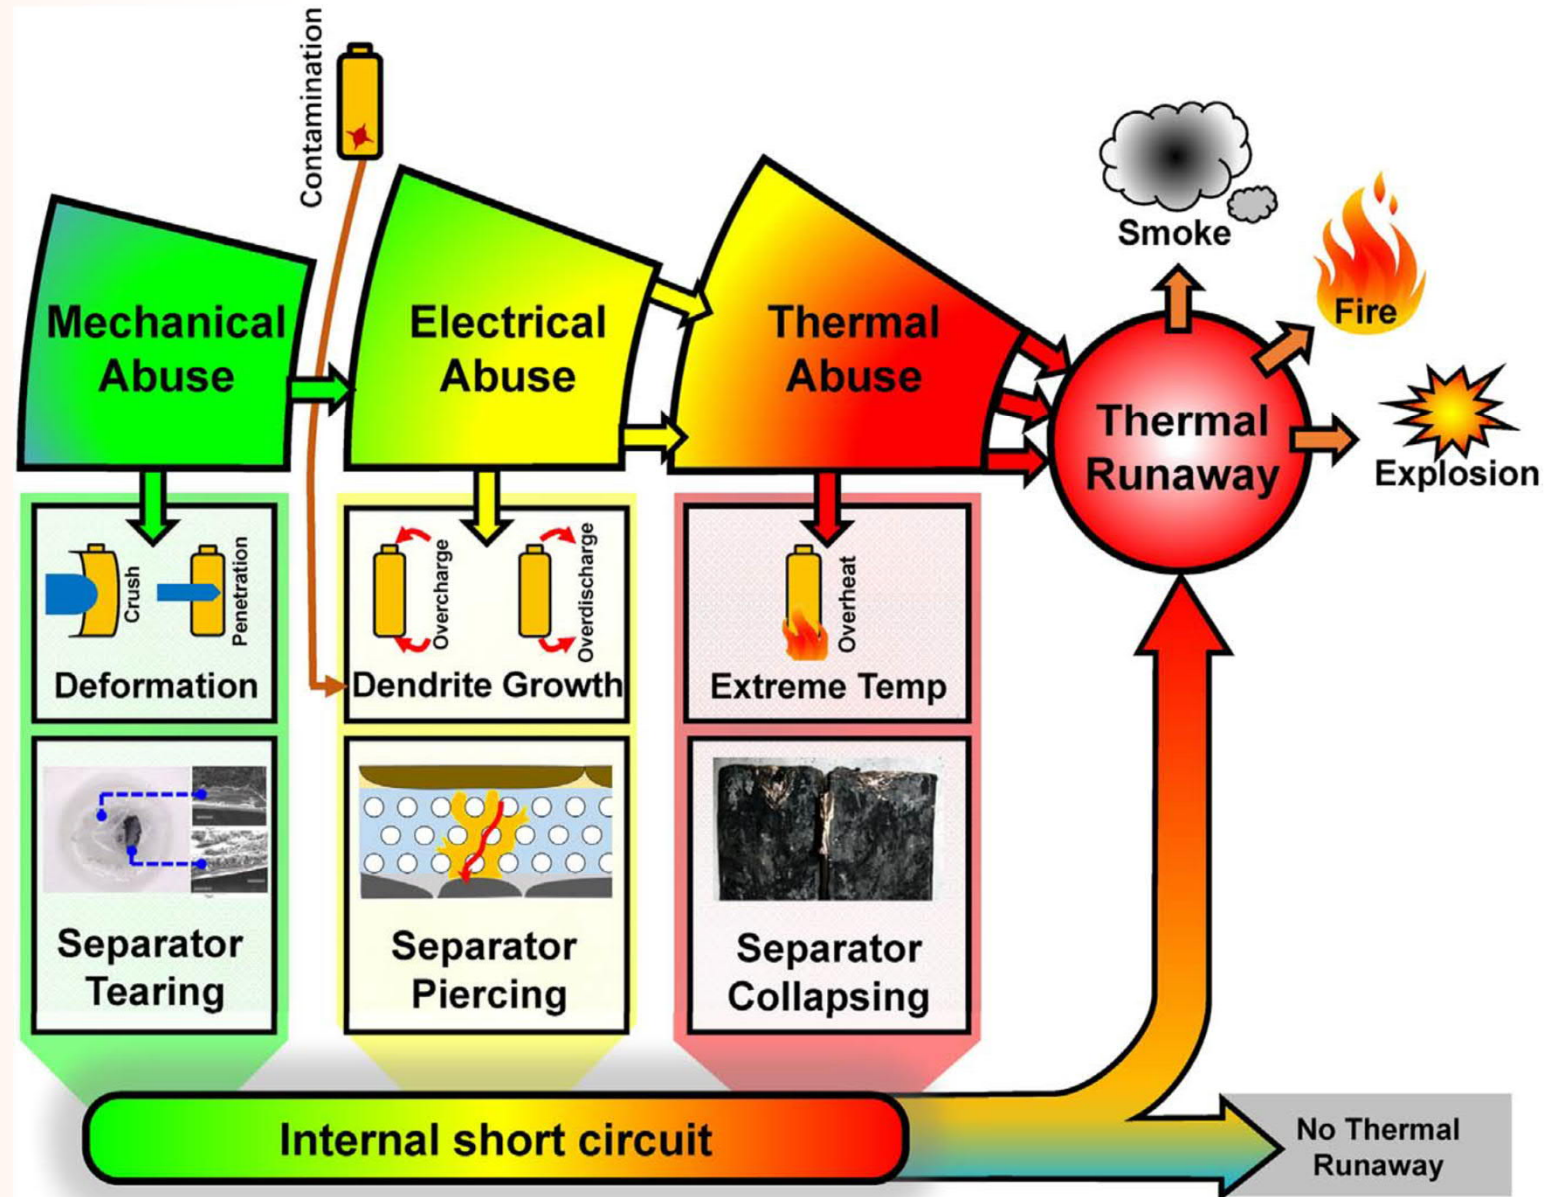 Contamination
Mechanical
Abuse
Electrical
Abuse
Thermal
Abuse
Smoke
Fire
Explosion
Thermal
Runaway
Crush
Penetration
Deformation
Overcharge
Overdischarge
Dendrite Growth
Overheat
Extreme Temp
Separator
Tearing
Separator
Piercing
Separator
Collapsing
Internal short circuit
No Thermal
Runaway